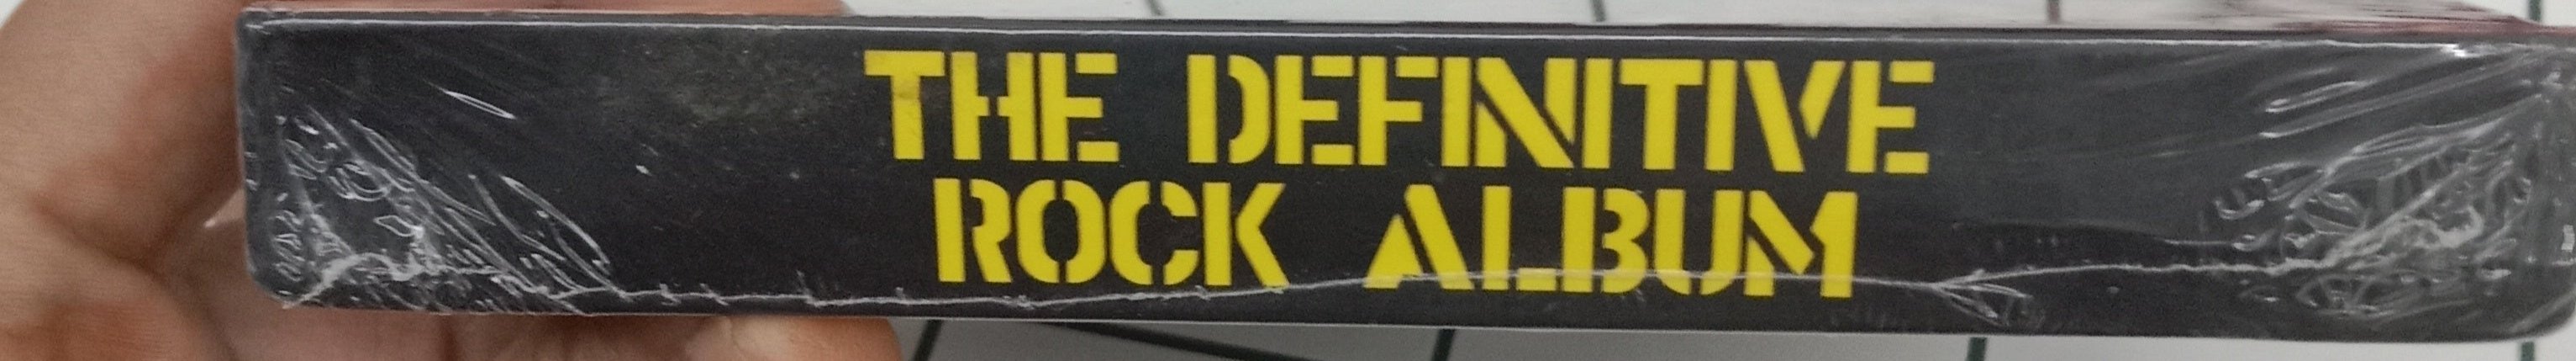 THE DEFINITIVE
ROCK ALBUM